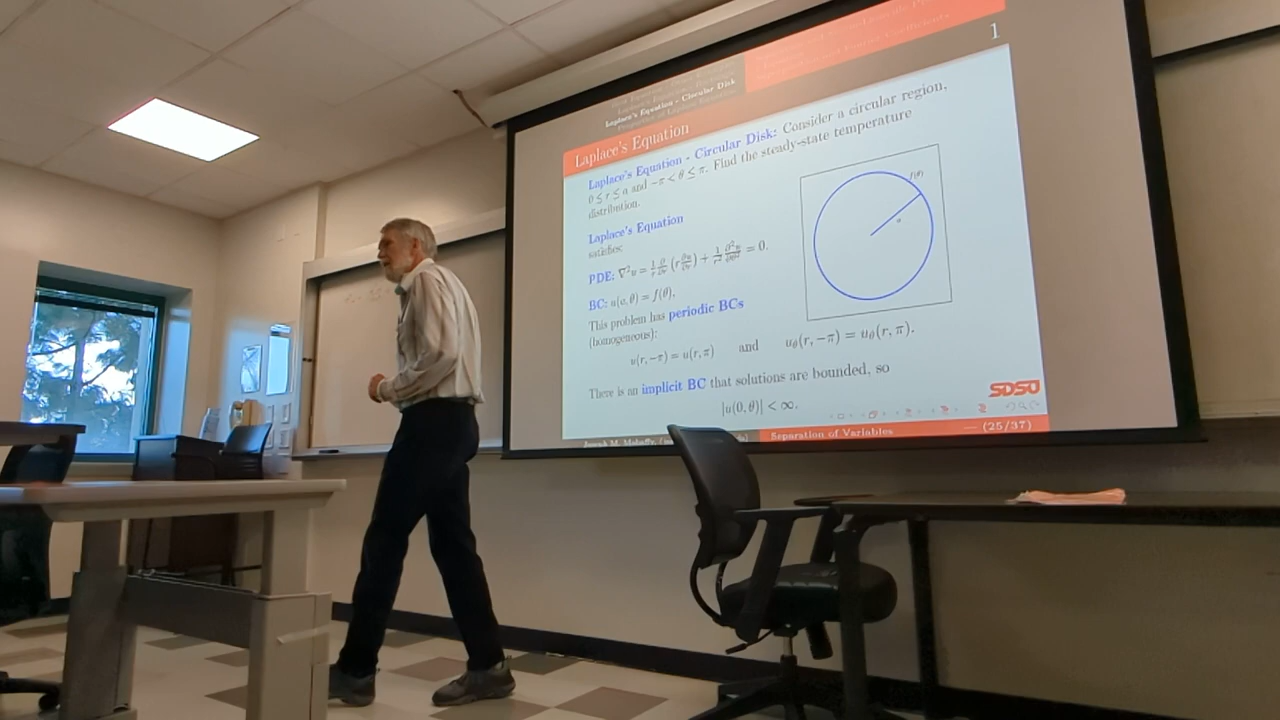 1
Laplace's Equation - Circular Disk
Laplace's Equation
Laplace's Equation - Circular Disk: Consider a circular region,
0 ≤ r ≤ a and −π < θ ≤ π. Find the steady-state temperature
distribution.
f(θ)
a
Laplace's Equation
satisfies:
PDE: ∇²u = 1/r ∂/∂r (r ∂u/∂r) + 1/r² ∂²u/∂θ² = 0.
BC: u(a, θ) = f(θ),
This problem has periodic BCs
(homogeneous):
u(r, −π) = u(r, π) and u_θ(r, −π) = u_θ(r, π).
There is an implicit BC that solutions are bounded, so
|u(0, θ)| < ∞.
SDSU
Separation of Variables — (25/37)